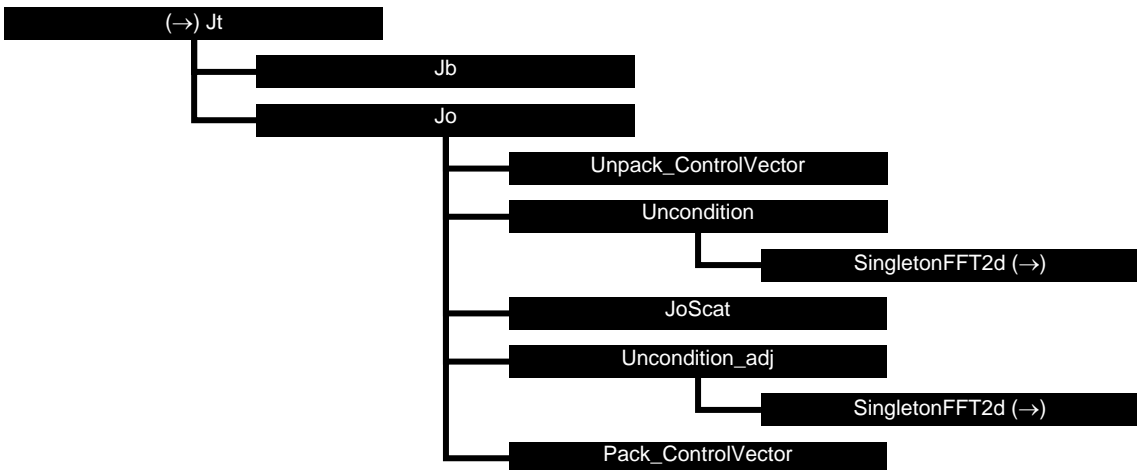 (→) Jt
Jb
Jo
Unpack_ControlVector
Uncondition
SingletonFFT2d (→)
JoScat
Uncondition_adj
SingletonFFT2d (→)
Pack_ControlVector